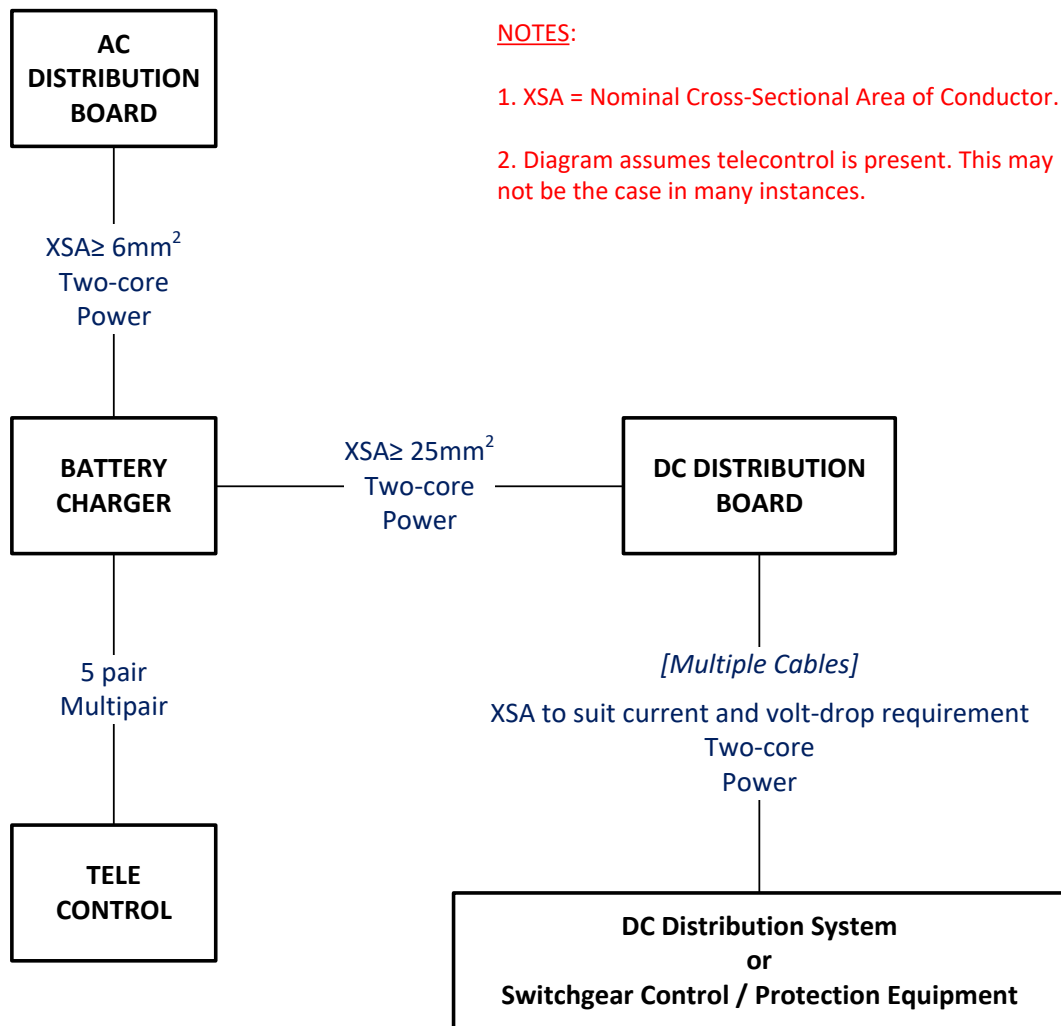 AC
DISTRIBUTION
BOARD
NOTES:
1. XSA = Nominal Cross-Sectional Area of Conductor.
2. Diagram assumes telecontrol is present. This may
not be the case in many instances.
XSA≥ 6mm²
Two-core
Power
BATTERY
CHARGER
XSA≥ 25mm²
Two-core
Power
DC DISTRIBUTION
BOARD
5 pair
Multipair
[Multiple Cables]
XSA to suit current and volt-drop requirement
Two-core
Power
TELE
CONTROL
DC Distribution System
or
Switchgear Control / Protection Equipment